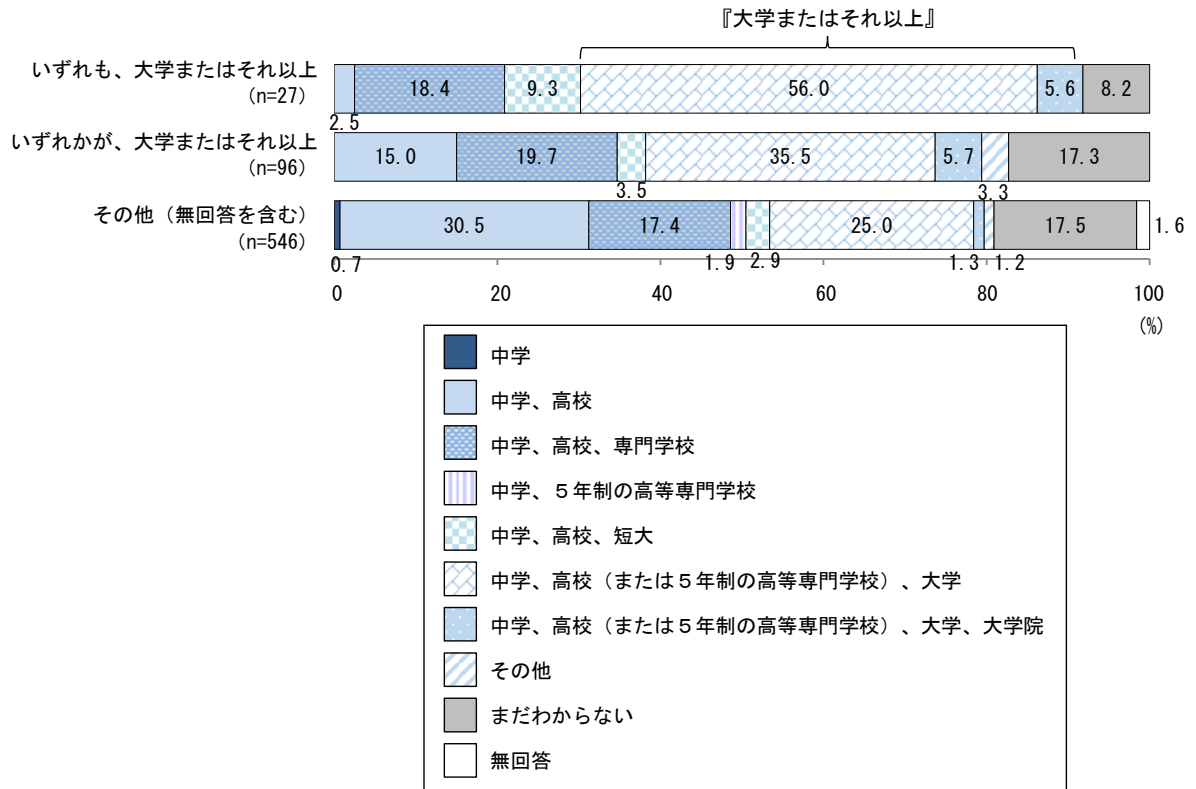 『大学またはそれ以上』
いずれも、大学またはそれ以上
(n=27)
18.4
9.3
56.0
5.6
8.2
2.5
いずれかが、大学またはそれ以上
(n=96)
15.0
19.7
35.5
5.7
17.3
3.5
3.3
その他（無回答を含む）
(n=546)
30.5
17.4
25.0
17.5
1.6
0.7
1.9
2.9
1.3
1.2
0 20 40 60 80 100
(%)
中学
中学、高校
中学、高校、専門学校
中学、５年制の高等専門学校
中学、高校、短大
中学、高校（または５年制の高等専門学校）、大学
中学、高校（または５年制の高等専門学校）、大学、大学院
その他
まだわからない
無回答